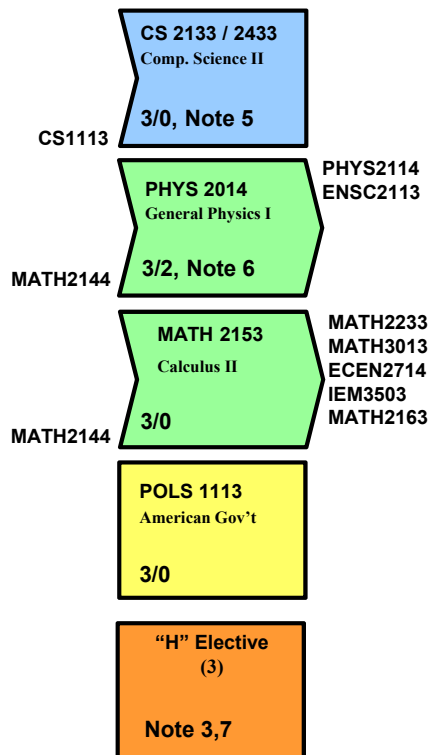 CS 2133 / 2433
Comp. Science II
3/0, Note 5
CS1113
PHYS 2014
General Physics I
3/2, Note 6
PHYS2114
ENSC2113
MATH2144
MATH 2153
Calculus II
3/0
MATH2233
MATH3013
ECEN2714
IEM3503
MATH2163
MATH2144
POLS 1113
American Gov't
3/0
“H” Elective
(3)
Note 3,7